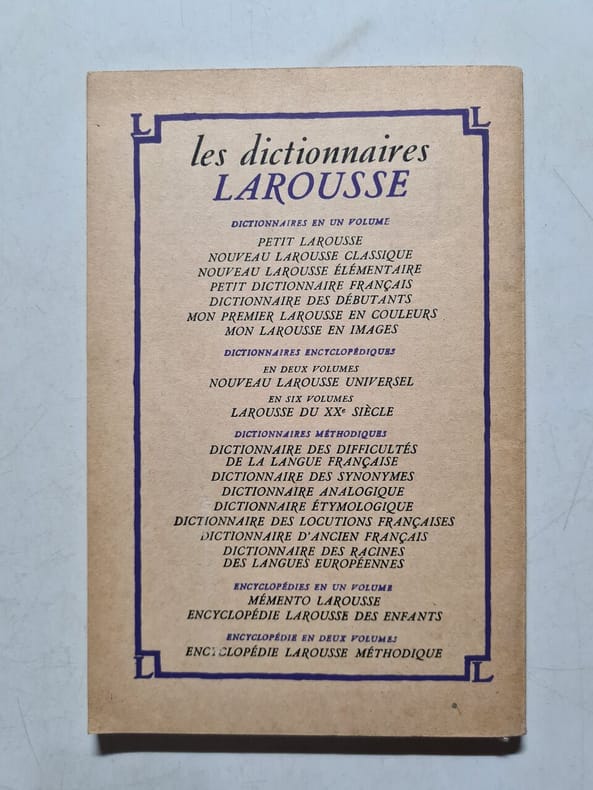 L L
les dictionnaires
LAROUSSE
DICTIONNAIRES EN UN VOLUME
PETIT LAROUSSE
NOUVEAU LAROUSSE CLASSIQUE
NOUVEAU LAROUSSE ÉLÉMENTAIRE
PETIT DICTIONNAIRE FRANÇAIS
DICTIONNAIRE DES DÉBUTANTS
MON PREMIER LAROUSSE EN COULEURS
MON LAROUSSE EN IMAGES
DICTIONNAIRES ENCYCLOPÉDIQUES
EN DEUX VOLUMES
NOUVEAU LAROUSSE UNIVERSEL
EN SIX VOLUMES
LAROUSSE DU XXe SIÈCLE
DICTIONNAIRES MÉTHODIQUES
DICTIONNAIRE DES DIFFICULTÉS
DE LA LANGUE FRANÇAISE
DICTIONNAIRE DES SYNONYMES
DICTIONNAIRE ANALOGIQUE
DICTIONNAIRE ÉTYMOLOGIQUE
DICTIONNAIRE DES LOCUTIONS FRANÇAISES
DICTIONNAIRE D'ANCIEN FRANÇAIS
DICTIONNAIRE DES RACINES
DES LANGUES EUROPÉENNES
ENCYCLOPÉDIES EN UN VOLUME
MÉMENTO LAROUSSE
ENCYCLOPÉDIE LAROUSSE DES ENFANTS
ENCYCLOPÉDIE EN DEUX VOLUMES
ENCYCLOPÉDIE LAROUSSE MÉTHODIQUE
L L